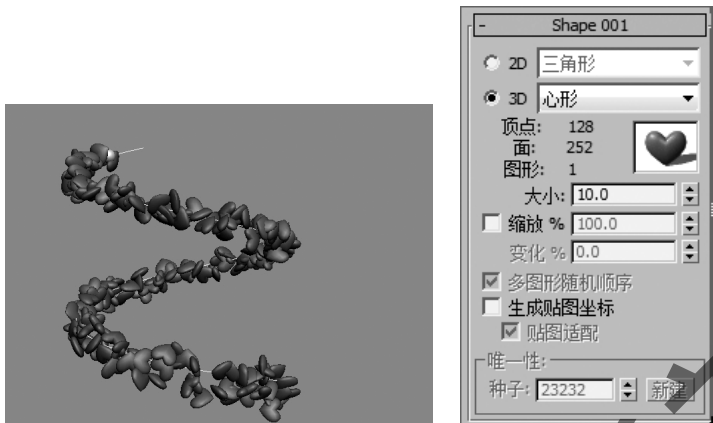 - Shape 001
2D 三角形
3D 心形
顶点: 128
面: 252
图形: 1
大小: 10.0
缩放 % 100.0
变化 % 0.0
多图形随机顺序
生成贴图坐标
贴图适配
唯一性:
种子: 23232 新建